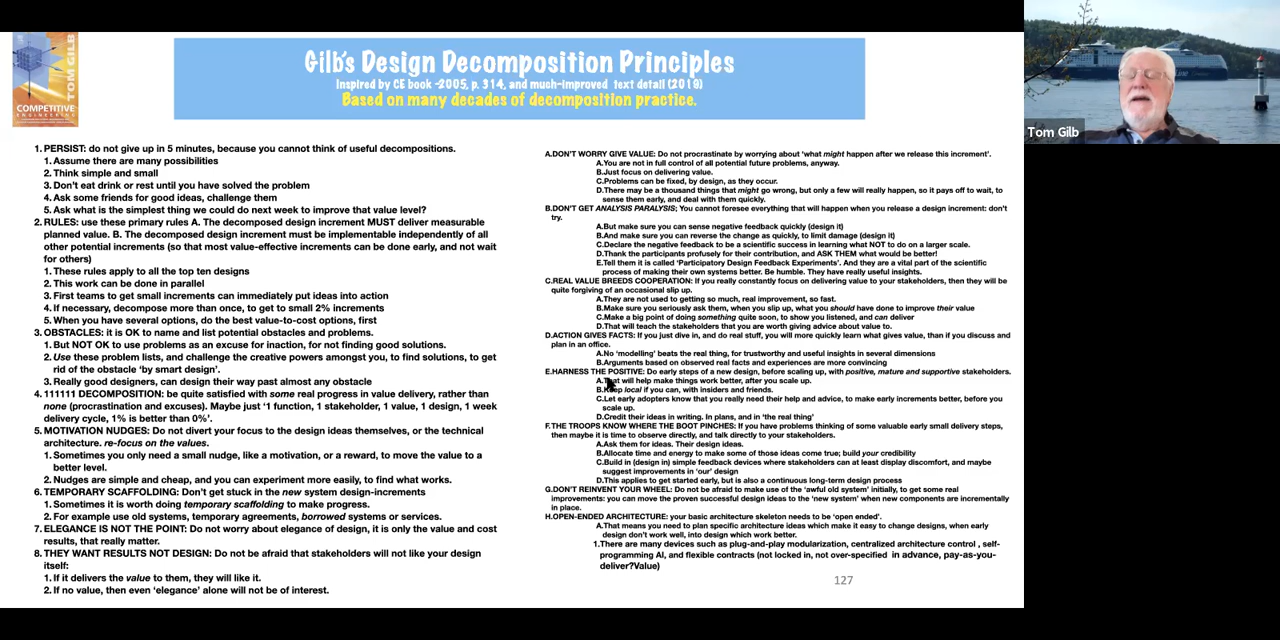 TOM GILB
COMPETITIVE
ENGINEERING
Gilb's Design Decomposition Principles
Inspired by CE book -2005, p. 314, and much-improved text detail (2019)
Based on many decades of decomposition practice.
1. PERSIST: do not give up in 5 minutes, because you cannot think of useful decompositions.
1. Assume there are many possibilities
2. Think simple and small
3. Don't eat drink or rest until you have solved the problem
4. Ask some friends for good ideas, challenge them
5. Ask what is the simplest thing we could do next week to improve that value level?
2. RULES: use these primary rules A. The decomposed design increment MUST deliver measurable
planned value. B. The decomposed design increment must be implementable independently of all
other potential increments (so that most value-effective increments can be done early, and not wait
for others)
1. These rules apply to all the top ten designs
2. This work can be done in parallel
3. First teams to get small increments can immediately put ideas into action
4. If necessary, decompose more than once, to get to small 2% increments
5. When you have several options, do the best value-to-cost options, first
3. OBSTACLES: it is OK to name and list potential obstacles and problems.
1. But NOT OK to use problems as an excuse for inaction, for not finding good solutions.
2. Use these problem lists, and challenge the creative powers amongst you, to find solutions, to get
rid of the obstacle 'by smart design'.
3. Really good designers, can design their way past almost any obstacle
4. 111111 DECOMPOSITION: be quite satisfied with some real progress in value delivery, rather than
none (procrastination and excuses). Maybe just '1 function, 1 stakeholder, 1 value, 1 design, 1 week
delivery cycle, 1% is better than 0%'.
5. MOTIVATION NUDGES: Do not divert your focus to the design ideas themselves, or the technical
architecture. re-focus on the values.
1. Sometimes you only need a small nudge, like a motivation, or a reward, to move the value to a
better level.
2. Nudges are simple and cheap, and you can experiment more easily, to find what works.
6. TEMPORARY SCAFFOLDING: Don't get stuck in the new system design-increments
1. Sometimes it is worth doing temporary scaffolding to make progress.
2. For example use old systems, temporary agreements, borrowed systems or services.
7. ELEGANCE IS NOT THE POINT: Do not worry about elegance of design, it is only the value and cost
results, that really matter.
8. THEY WANT RESULTS NOT DESIGN: Do not be afraid that stakeholders will not like your design
itself:
1. If it delivers the value to them, they will like it.
2. If no value, then even 'elegance' alone will not be of interest.
A.DON'T WORRY GIVE VALUE: Do not procrastinate by worrying about 'what might happen after we release this increment'.
A.You are not in full control of all potential future problems, anyway.
B.Just focus on delivering value.
C.Problems can be fixed, by design, as they occur.
D.There may be a thousand things that might go wrong, but only a few will really happen, so it pays off to wait, to
sense them early, and deal with them quickly.
B.DON'T GET ANALYSIS PARALYSIS; You cannot foresee everything that will happen when you release a design increment: don't
try.
A.But make sure you can sense negative feedback quickly (design it)
B.And make sure you can reverse the change as quickly, to limit damage (design it)
C.Declare the negative feedback to be a scientific success in learning what NOT to do on a larger scale.
D.Thank the participants profusely for their contribution, and ASK THEM what would be better!
E.Tell them it is called 'Participatory Design Feedback Experiments'. And they are a vital part of the scientific
process of making their own systems better. Be humble. They have really useful insights.
C.REAL VALUE BREEDS COOPERATION: If you really constantly focus on delivering value to your stakeholders, then they will be
quite forgiving of an occasional slip up.
A.They are not used to getting so much, real improvement, so fast.
B.Make sure you seriously ask them, when you slip up, what you should have done to improve their value
C.Make a big point of doing something quite soon, to show you listened, and can deliver
D.That will teach the stakeholders that you are worth giving advice about value to.
D.ACTION GIVES FACTS: If you just dive in, and do real stuff, you will more quickly learn what gives value, than if you discuss and
plan in an office.
A.No 'modelling' beats the real thing, for trustworthy and useful insights in several dimensions
B.Arguments based on observed real facts and experiences are more convincing
E.HARNESS THE POSITIVE: Do early steps of a new design, before scaling up, with positive, mature and supportive stakeholders.
A.That will help make things work better, after you scale up.
B.Keep local if you can, with insiders and friends.
C.Let early adopters know that you really need their help and advice, to make early increments better, before you
scale up.
D.Credit their ideas in writing. In plans, and in 'the real thing'
F.THE TROOPS KNOW WHERE THE BOOT PINCHES: If you have problems thinking of some valuable early small delivery steps,
then maybe it is time to observe directly, and talk directly to your stakeholders.
A.Ask them for ideas. Their design ideas.
B.Allocate time and energy to make some of those ideas come true; build your credibility
C.Build in (design in) simple feedback devices where stakeholders can at least display discomfort, and maybe
suggest improvements in 'our' design
D.This applies to get started early, but is also a continuous long-term design process
G.DON'T REINVENT YOUR WHEEL: Do not be afraid to make use of the 'awful old system' initially, to get some real
improvements: you can move the proven successful design ideas to the 'new system' when new components are incrementally
in place.
H.OPEN-ENDED ARCHITECTURE: your basic architecture skeleton needs to be 'open ended'.
A.That means you need to plan specific architecture ideas which make it easy to change designs, when early
design don't work well, into design which work better.
1.There are many devices such as plug-and-play modularization, centralized architecture control , self-
programming AI, and flexible contracts (not locked in, not over-specified in advance, pay-as-you-
deliver?Value)
127
Tom Gilb